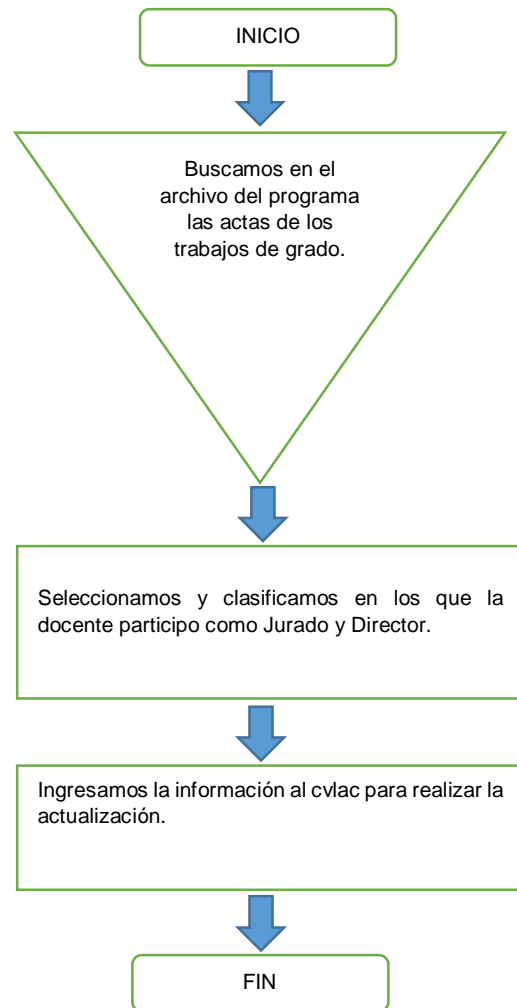 INICIO
Buscamos en el
archivo del programa
las actas de los
trabajos de grado.
Seleccionamos y clasificamos en los que la
docente participo como Jurado y Director.
Ingresamos la información al cvlac para realizar la
actualización.
FIN